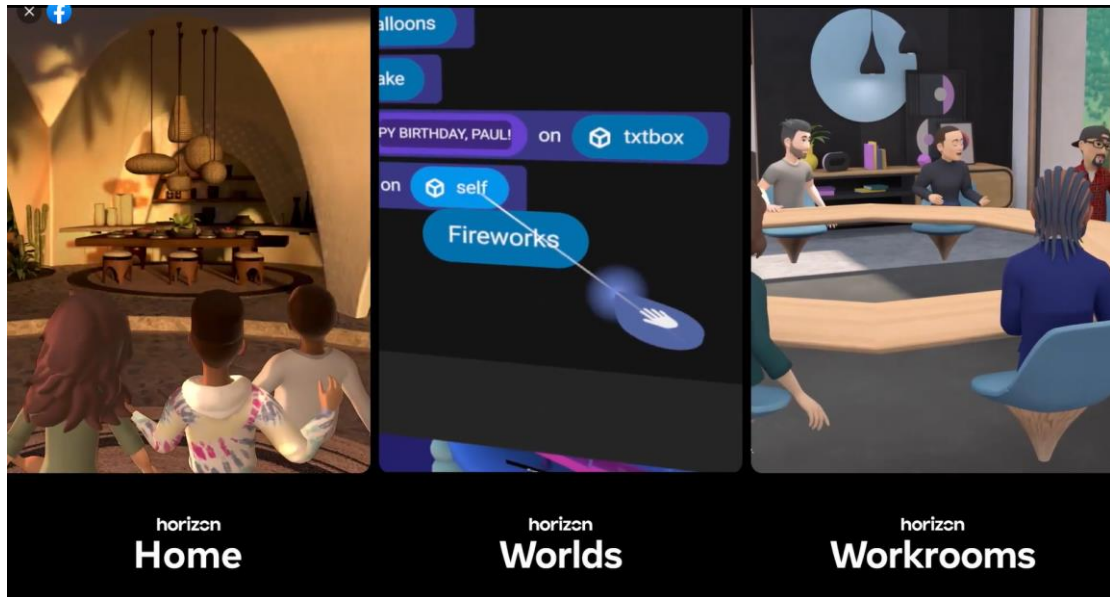 alloons
ake
PY BIRTHDAY, PAUL! on txtbox
on self
Fireworks
horizon
Home
horizon
Worlds
horizon
Workrooms